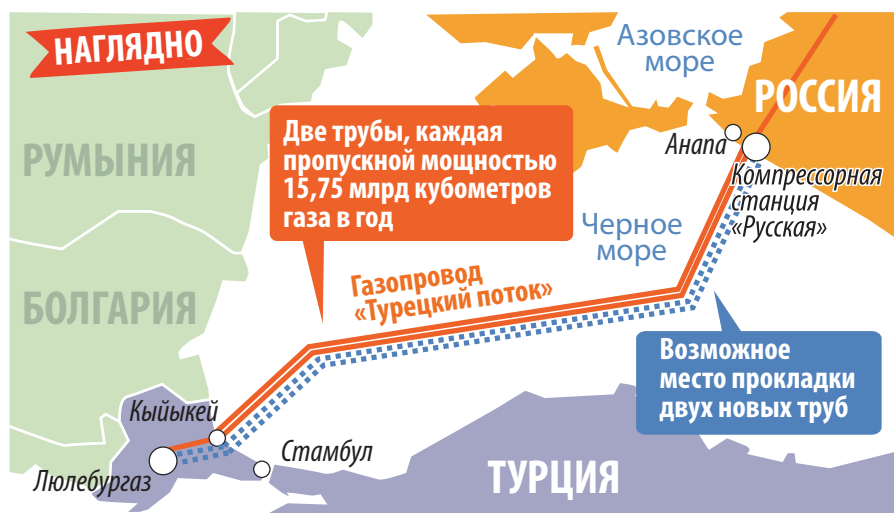 НАГЛЯДНО
Азовское
море
РОССИЯ
РУМЫНИЯ
Две трубы, каждая
пропускной мощностью
15,75 млрд кубометров
газа в год
Анапа
Компрессорная
станция
«Русская»
Черное
море
Газопровод
«Турецкий поток»
БОЛГАРИЯ
Возможное
место прокладки
двух новых труб
Кыйыкей
Стамбул
Люлебургаз
ТУРЦИЯ